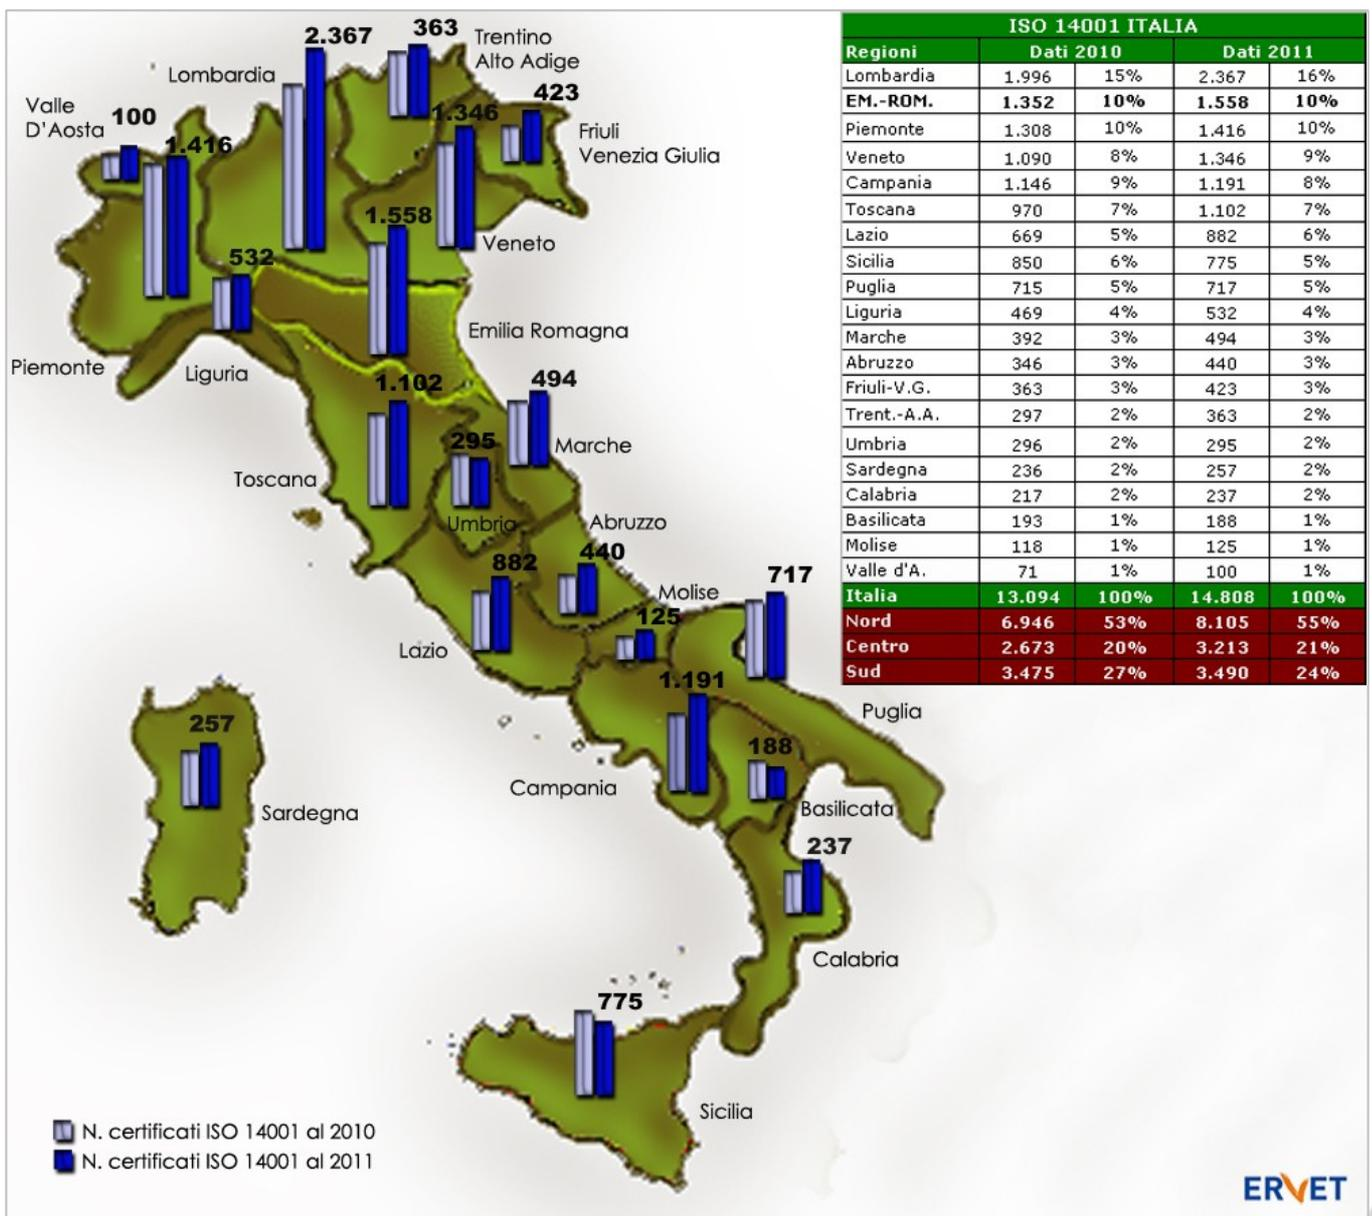 2.367
363
Trentino
Alto Adige
Lombardia
Valle
D'Aosta
100
1.416
1.346
423
Friuli
Venezia Giulia
1.558
Veneto
532
Emilia Romagna
Piemonte
Liguria
1.102
494
295
Marche
Toscana
Umbria
Abruzzo
882
440
717
Molise
125
Lazio
1.191
257
Puglia
188
Campania
Sardegna
Basilicata
237
Calabria
775
Sicilia
N. certificati ISO 14001 al 2010
N. certificati ISO 14001 al 2011
ISO 14001 ITALIA
Regioni Dati 2010 Dati 2011
Lombardia 1.996 15% 2.367 16%
EM.-ROM. 1.352 10% 1.558 10%
Piemonte 1.308 10% 1.416 10%
Veneto 1.090 8% 1.346 9%
Campania 1.146 9% 1.191 8%
Toscana 970 7% 1.102 7%
Lazio 669 5% 882 6%
Sicilia 850 6% 775 5%
Puglia 715 5% 717 5%
Liguria 469 4% 532 4%
Marche 392 3% 494 3%
Abruzzo 346 3% 440 3%
Friuli-V.G. 363 3% 423 3%
Trent.-A.A. 297 2% 363 2%
Umbria 296 2% 295 2%
Sardegna 236 2% 257 2%
Calabria 217 2% 237 2%
Basilicata 193 1% 188 1%
Molise 118 1% 125 1%
Valle d'A. 71 1% 100 1%
Italia 13.094 100% 14.808 100%
Nord 6.946 53% 8.105 55%
Centro 2.673 20% 3.213 21%
Sud 3.475 27% 3.490 24%
ERVET